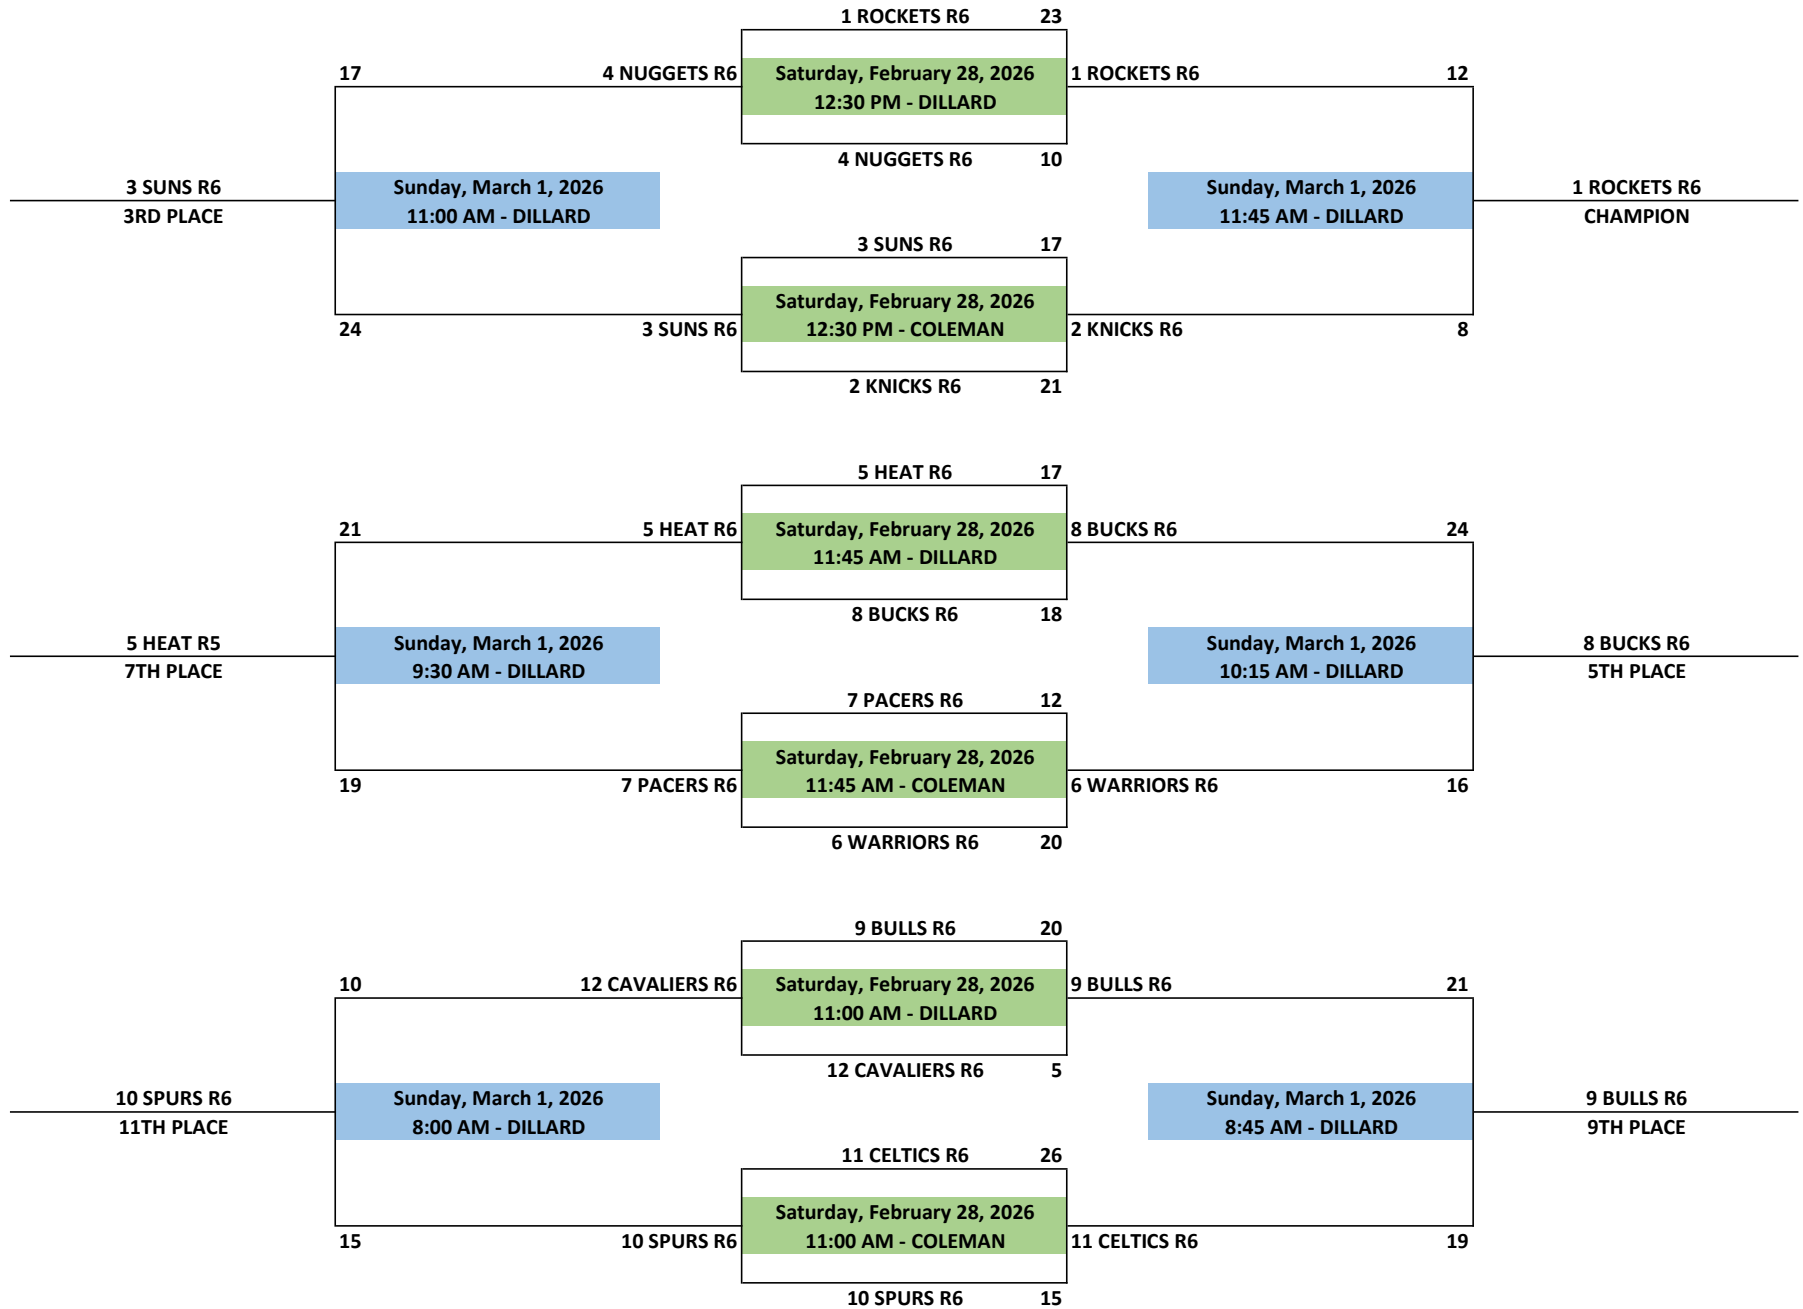 1 ROCKETS R6 23
17 4 NUGGETS R6 Saturday, February 28, 2026 1 ROCKETS R6 12
12:30 PM - DILLARD
4 NUGGETS R6 10
3 SUNS R6 Sunday, March 1, 2026 Sunday, March 1, 2026 1 ROCKETS R6
3RD PLACE 11:00 AM - DILLARD 11:45 AM - DILLARD CHAMPION
3 SUNS R6 17
Saturday, February 28, 2026
24 3 SUNS R6 12:30 PM - COLEMAN 2 KNICKS R6 8
2 KNICKS R6 21
5 HEAT R6 17
21 5 HEAT R6 Saturday, February 28, 2026 8 BUCKS R6 24
11:45 AM - DILLARD
8 BUCKS R6 18
5 HEAT R5 Sunday, March 1, 2026 Sunday, March 1, 2026 8 BUCKS R6
7TH PLACE 9:30 AM - DILLARD 10:15 AM - DILLARD 5TH PLACE
7 PACERS R6 12
Saturday, February 28, 2026
19 7 PACERS R6 11:45 AM - COLEMAN 6 WARRIORS R6 16
6 WARRIORS R6 20
9 BULLS R6 20
10 12 CAVALIERS R6 Saturday, February 28, 2026 9 BULLS R6 21
11:00 AM - DILLARD
12 CAVALIERS R6 5
10 SPURS R6 Sunday, March 1, 2026 Sunday, March 1, 2026 9 BULLS R6
11TH PLACE 8:00 AM - DILLARD 8:45 AM - DILLARD 9TH PLACE
11 CELTICS R6 26
Saturday, February 28, 2026
15 10 SPURS R6 11:00 AM - COLEMAN 11 CELTICS R6 19
10 SPURS R6 15